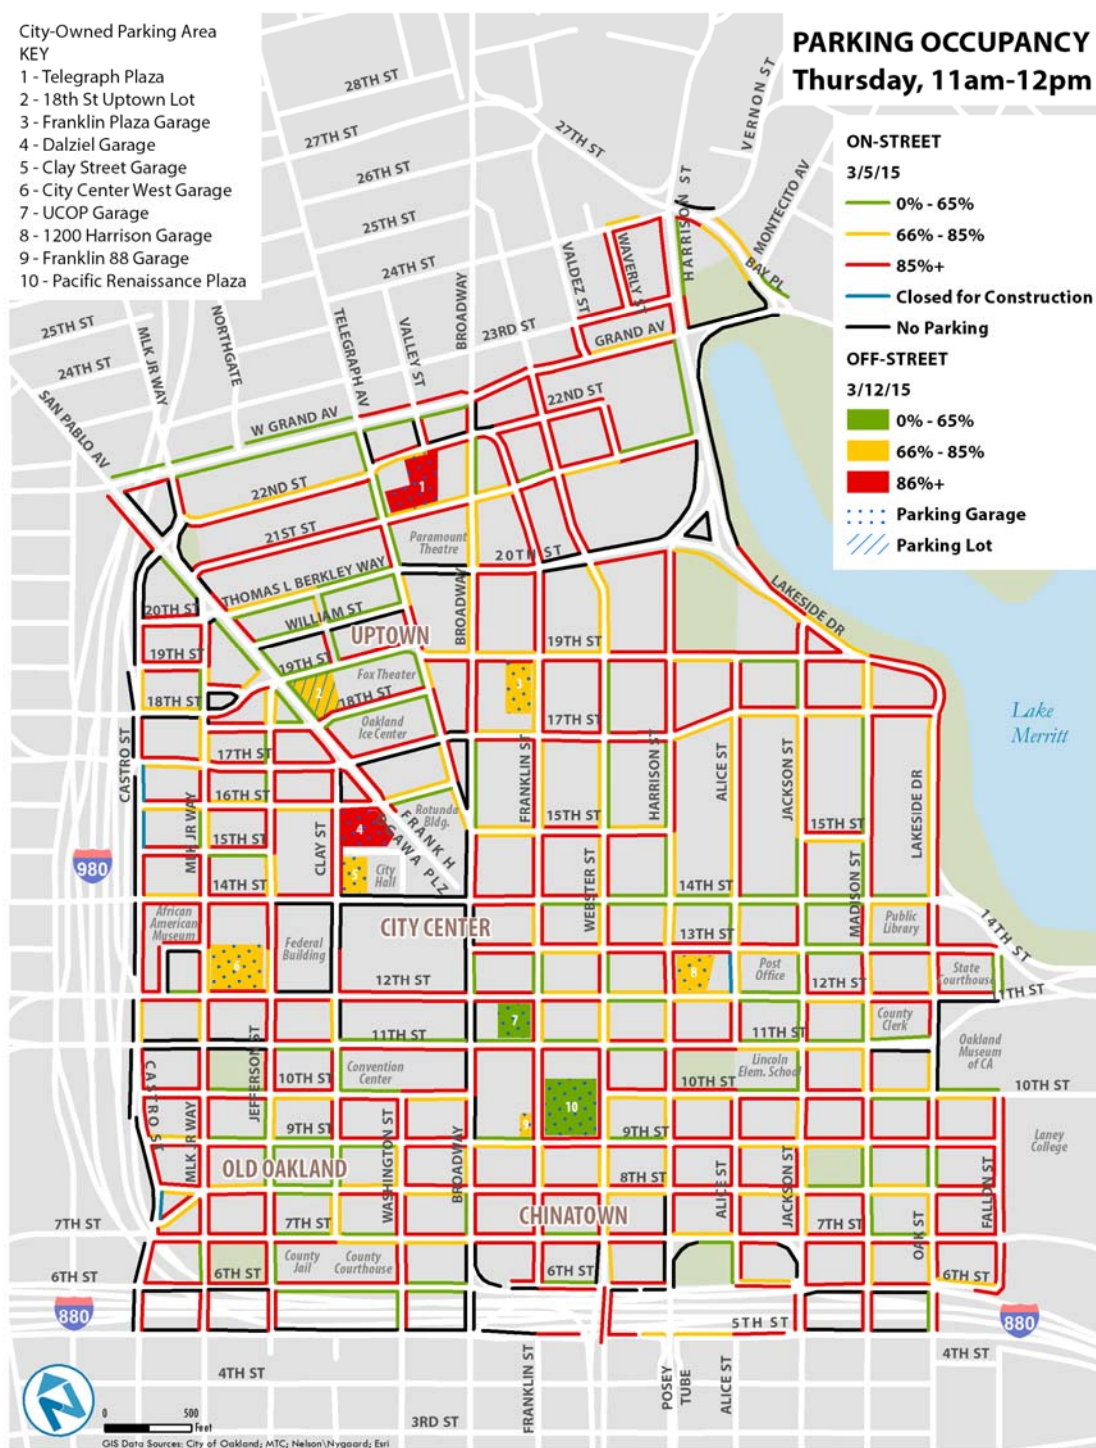 City-Owned Parking Area
KEY
1 - Telegraph Plaza
2 - 18th St Uptown Lot
3 - Franklin Plaza Garage
4 - Dalziel Garage
5 - Clay Street Garage
6 - City Center West Garage
7 - UCOP Garage
8 - 1200 Harrison Garage
9 - Franklin 88 Garage
10 - Pacific Renaissance Plaza
PARKING OCCUPANCY
Thursday, 11am-12pm
ON-STREET
3/5/15
0% - 65%
66% - 85%
85%+
Closed for Construction
No Parking
OFF-STREET
3/12/15
0% - 65%
66% - 85%
86%+
Parking Garage
Parking Lot
28TH ST
27TH ST
27TH ST
26TH ST
25TH ST
24TH ST
23RD ST
VERNON ST
MONTECITO AV
HARRISON ST
BAY PL
WAVERLY ST
VALDEZ ST
GRAND AV
22ND ST
BROADWAY
VALLEY ST
TELEGRAPH AV
NORTHGATE
MLK JR WAY
25TH ST
24TH ST
SAN PABLO AV
W GRAND AV
22ND ST
21ST ST
1
Paramount
Theatre
20TH ST
THOMAS L BERKLEY WAY
WILLIAM ST
UPTOWN
BROADWAY
LAKESIDE DR
20TH ST
19TH ST
19TH ST
19TH ST
18TH ST
18TH ST
2
3
Fox Theater
Oakland
Ice Center
17TH ST
17TH ST
Lake
Merritt
CASTRO ST
MLK JR WAY
16TH ST
15TH ST
15TH ST
15TH ST
CLAY ST
4
5
City
Hall
Rotunda
Bldg.
FRANK H
OGAWA PLZ
FRANKLIN ST
HARRISON ST
ALICE ST
JACKSON ST
LAKESIDE DR
WEBSTER ST
MADISON ST
980
14TH ST
14TH ST
14TH ST
CITY CENTER
African
American
Museum
Federal
Building
6
13TH ST
Public
Library
12TH ST
12TH ST
8
Post
Office
State
Courthouse
11TH ST
7
11TH ST
11TH ST
County
Clerk
Oakland
Museum
of CA
JEFFERSON ST
CASTRO ST
10TH ST
Convention
Center
10TH ST
Lincoln
Elem. School
10TH ST
10
9
MLK JR WAY
9TH ST
9TH ST
WASHINGTON ST
BROADWAY
Laney
College
OLD OAKLAND
8TH ST
ALICE ST
JACKSON ST
FALLON ST
OAK ST
CHINATOWN
7TH ST
7TH ST
7TH ST
County
Jail
County
Courthouse
6TH ST
6TH ST
6TH ST
6TH ST
880
5TH ST
880
4TH ST
4TH ST
3RD ST
FRANKLIN ST
POSEY
TUBE
ALICE ST
0 500
Feet
GIS Data Sources: City of Oakland; MTC; Nelson\Nygaard; Esri